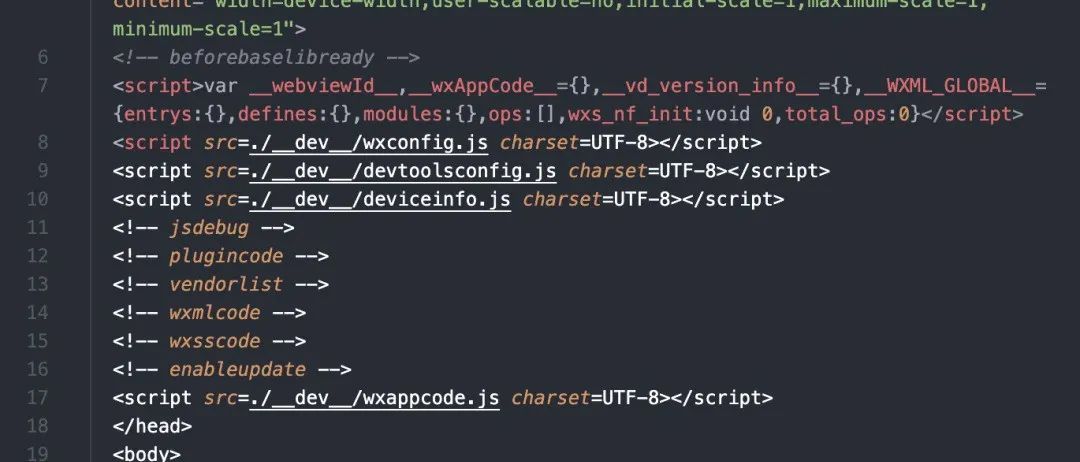 content="width=device-width,user-scalable=no,initial-scale=1,maximum-scale=1,
minimum-scale=1">
6 <!-- beforebaselibready -->
7 <script>var __webviewId__,__wxAppCode__={},__vd_version_info__={},__WXML_GLOBAL__=
{entrys:{},defines:{},modules:{},ops:[],wxs_nf_init:void 0,total_ops:0}</script>
8 <script src=./__dev__/wxconfig.js charset=UTF-8></script>
9 <script src=./__dev__/devtoolsconfig.js charset=UTF-8></script>
10 <script src=./__dev__/deviceinfo.js charset=UTF-8></script>
11 <!-- jsdebug -->
12 <!-- plugincode -->
13 <!-- vendorlist -->
14 <!-- wxmlcode -->
15 <!-- wxsscode -->
16 <!-- enableupdate -->
17 <script src=./__dev__/wxappcode.js charset=UTF-8></script>
18 </head>
19 <body>